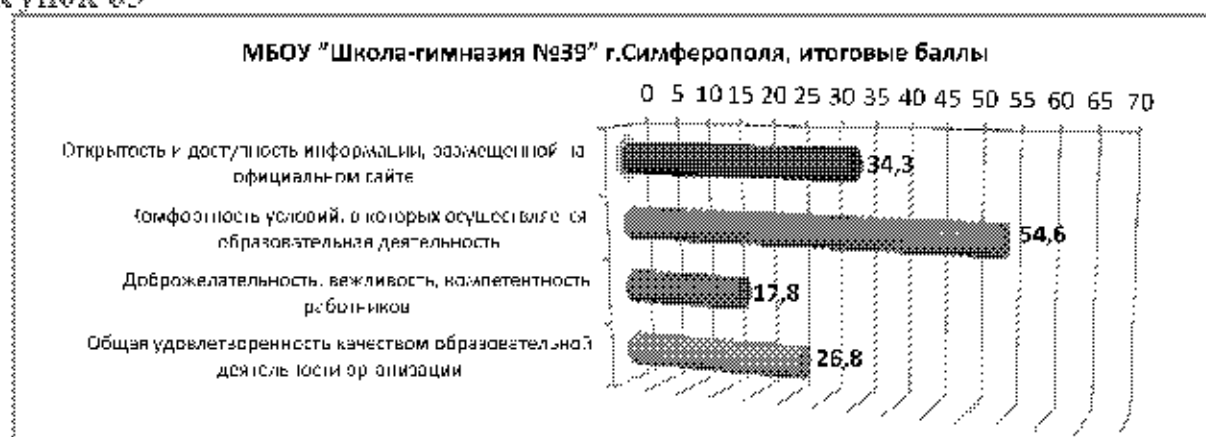 МБОУ "Школа-гимназия №39" г.Симферополя, итоговые баллы
0 5 10 15 20 25 30 35 40 45 50 55 60 65 70
Открытость и доступность информации, размещенной на
официальном сайте
34,3
Комфортность условий, в которых осуществляется
образовательная деятельность
54,6
Доброжелательность, вежливость, компетентность
работников
17,8
Общая удовлетворенность качеством образовательной
деятельности организации
26,8